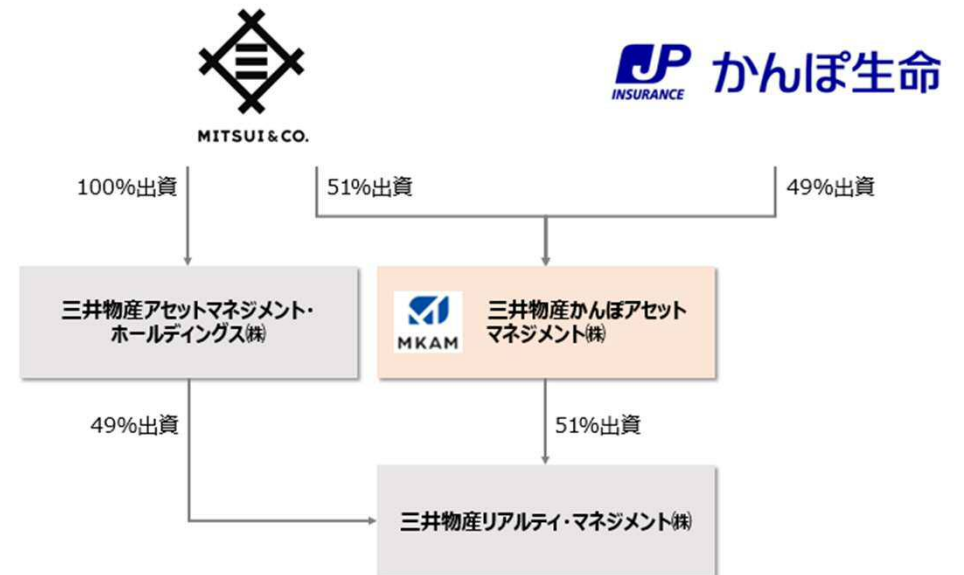 MITSUI & CO.
JP
INSURANCE
かんぽ生命
100%出資
51%出資
49%出資
三井物産アセットマネジメント・
ホールディングス㈱
MKAM
三井物産かんぽアセット
マネジメント㈱
49%出資
51%出資
三井物産リアルティ・マネジメント㈱